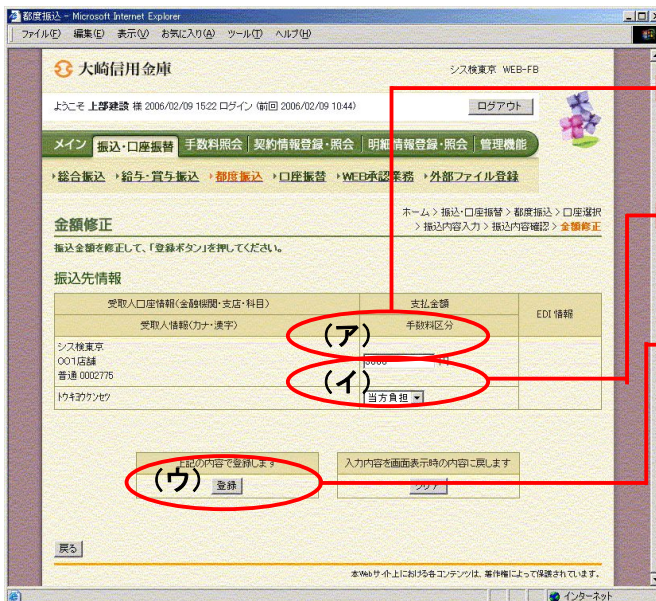 都度振込 - Microsoft Internet Explorer
ファイル(F) 編集(E) 表示(V) お気に入り(A) ツール(T) ヘルプ(H)
大崎信用金庫
シス検東京 WEB-FB
ようこそ 上部建設 様 2006/02/09 15:22 ログイン (前回 2006/02/09 10:44)
ログアウト
メイン 振込・口座振替 手数料照会 契約情報登録・照会 明細情報登録・照会 管理機能
総合振込 給与・賞与振込 都度振込 口座振替 WEB承認業務 外部ファイル登録
ホーム > 振込・口座振替 > 都度振込 > 口座選択
> 振込内容入力 > 振込内容確認 > 金額修正
金額修正
振込金額を修正して、「登録ボタン」を押してください。
振込先情報
受取人口座情報(金融機関・支店・科目) 支払金額 EDI 情報
受取人情報(カナ・漢字) 手数料区分
(ア)
シス検東京
001店舗
普通 0002775
(イ)
トウキヨウケンセツ 当方負担
上記の内容で登録します 入力内容を画面表示時の内容に戻します
(ウ) 登録 クリア
戻る
本Webサイト上における各コンテンツは、著作権によって保護されています。
インターネット